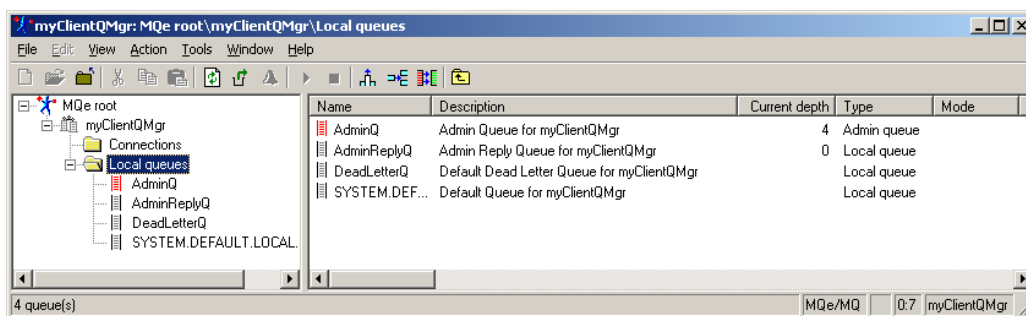 myClientQMgr: MQe root\myClientQMgr\Local queues
File Edit View Action Tools Window Help
MQe root
myClientQMgr
Connections
Local queues
AdminQ
AdminReplyQ
DeadLetterQ
SYSTEM.DEFAULT.LOCAL.
Name Description Current depth Type Mode
AdminQ Admin Queue for myClientQMgr 4 Admin queue
AdminReplyQ Admin Reply Queue for myClientQMgr 0 Local queue
DeadLetterQ Default Dead Letter Queue for myClientQMgr Local queue
SYSTEM.DEF... Default Queue for myClientQMgr Local queue
4 queue(s) MQe/MQ 0:7 myClientQMgr